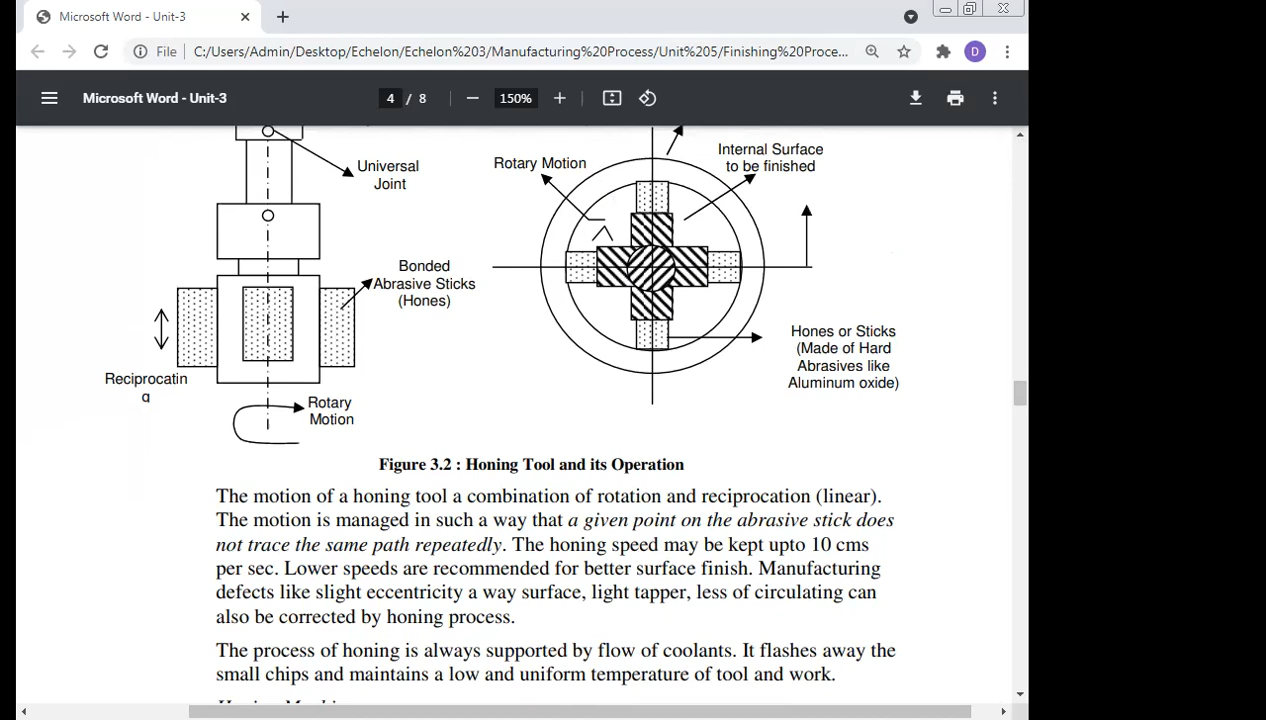 Microsoft Word - Unit-3
File C:/Users/Admin/Desktop/Echelon/Echelon%203/Manufacturing%20Process/Unit%205/Finishing%20Proce...
D
Microsoft Word - Unit-3
4 / 8
150%
Universal
Joint
Rotary Motion
Internal Surface
to be finished
Bonded
Abrasive Sticks
(Hones)
Hones or Sticks
(Made of Hard
Abrasives like
Aluminum oxide)
Reciprocatin
g
Rotary
Motion
Figure 3.2 : Honing Tool and its Operation
The motion of a honing tool a combination of rotation and reciprocation (linear).
The motion is managed in such a way that a given point on the abrasive stick does
not trace the same path repeatedly. The honing speed may be kept upto 10 cms
per sec. Lower speeds are recommended for better surface finish. Manufacturing
defects like slight eccentricity a way surface, light tapper, less of circulating can
also be corrected by honing process.
The process of honing is always supported by flow of coolants. It flashes away the
small chips and maintains a low and uniform temperature of tool and work.